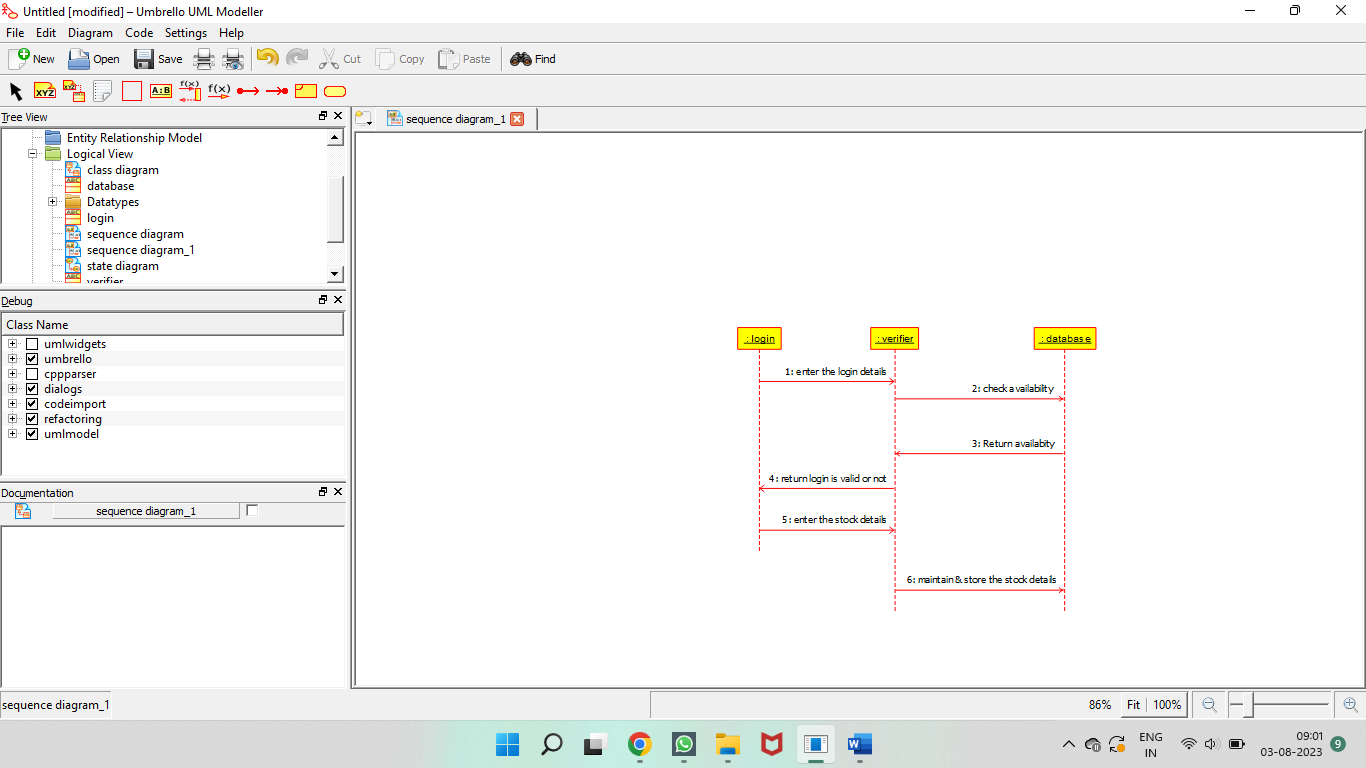 Untitled [modified] – Umbrello UML Modeller
File Edit Diagram Code Settings Help
New Open Save Cut Copy Paste Find
XYZ XYZ A:B f(x) f(x)
Tree View
sequence diagram_1
Entity Relationship Model
Logical View
class diagram
database
Datatypes
login
sequence diagram
sequence diagram_1
state diagram
verifier
Debug
Class Name
umlwidgets
umbrello
cppparser
dialogs
codeimport
refactoring
umlmodel
Documentation
sequence diagram_1
: login : verifier : database
1: enter the login details
2: check availability
3: Return availabity
4: return login is valid or not
5: enter the stock details
6: maintain & store the stock details
sequence diagram_1
86% Fit 100%
ENG
IN
09:01
03-08-2023
9